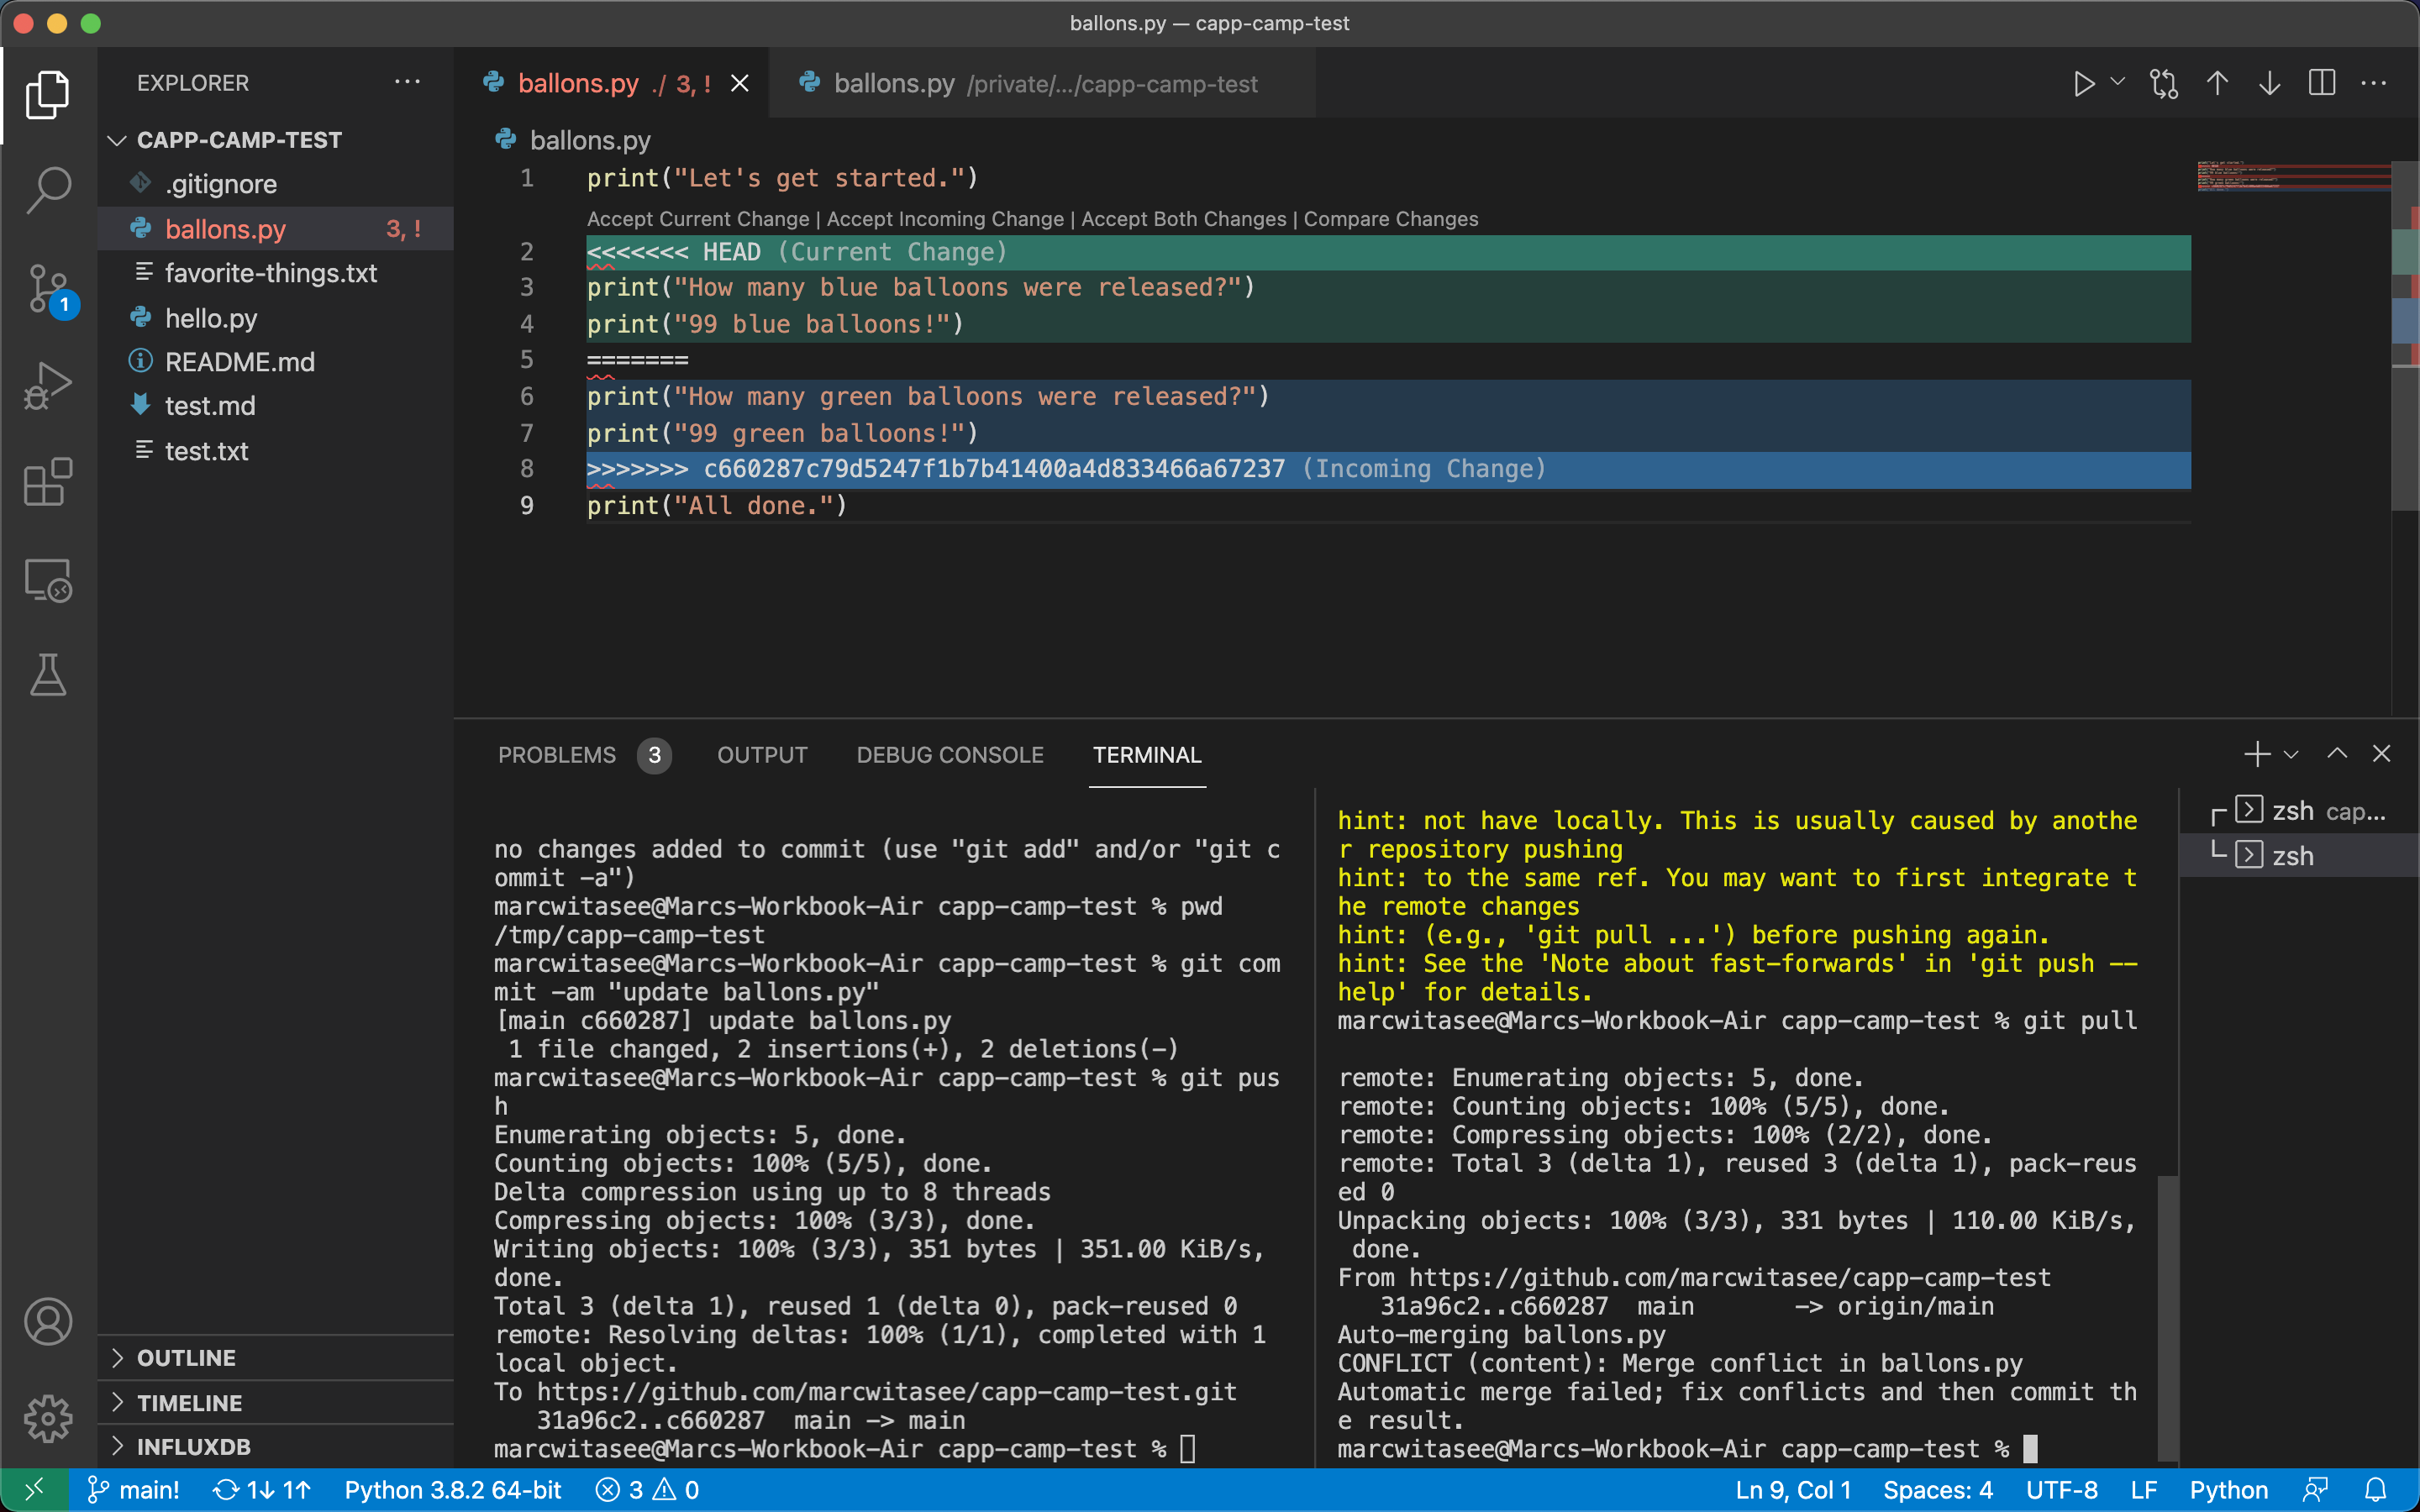 ballons.py — capp-camp-test
EXPLORER ...
CAPP-CAMP-TEST
.gitignore
ballons.py 3, !
favorite-things.txt
hello.py
README.md
test.md
test.txt
1
OUTLINE
TIMELINE
INFLUXDB
ballons.py ./ 3, !
ballons.py /private/.../capp-camp-test
ballons.py
1 print("Let's get started.")
Accept Current Change | Accept Incoming Change | Accept Both Changes | Compare Changes
2 <<<<<<< HEAD (Current Change)
3 print("How many blue balloons were released?")
4 print("99 blue balloons!")
5 =======
6 print("How many green balloons were released?")
7 print("99 green balloons!")
8 >>>>>>> c660287c79d5247f1b7b41400a4d833466a67237 (Incoming Change)
9 print("All done.")
PROBLEMS 3 OUTPUT DEBUG CONSOLE TERMINAL
no changes added to commit (use "git add" and/or "git c
ommit -a")
marcwitasee@Marcs-Workbook-Air capp-camp-test % pwd
/tmp/capp-camp-test
marcwitasee@Marcs-Workbook-Air capp-camp-test % git com
mit -am "update ballons.py"
[main c660287] update ballons.py
1 file changed, 2 insertions(+), 2 deletions(-)
marcwitasee@Marcs-Workbook-Air capp-camp-test % git pus
h
Enumerating objects: 5, done.
Counting objects: 100% (5/5), done.
Delta compression using up to 8 threads
Compressing objects: 100% (3/3), done.
Writing objects: 100% (3/3), 351 bytes | 351.00 KiB/s,
done.
Total 3 (delta 1), reused 1 (delta 0), pack-reused 0
remote: Resolving deltas: 100% (1/1), completed with 1
local object.
To https://github.com/marcwitasee/capp-camp-test.git
31a96c2..c660287 main -> main
marcwitasee@Marcs-Workbook-Air capp-camp-test %
hint: not have locally. This is usually caused by anothe
r repository pushing
hint: to the same ref. You may want to first integrate t
he remote changes
hint: (e.g., 'git pull ...') before pushing again.
hint: See the 'Note about fast-forwards' in 'git push --
help' for details.
marcwitasee@Marcs-Workbook-Air capp-camp-test % git pull
remote: Enumerating objects: 5, done.
remote: Counting objects: 100% (5/5), done.
remote: Compressing objects: 100% (2/2), done.
remote: Total 3 (delta 1), reused 3 (delta 1), pack-reus
ed 0
Unpacking objects: 100% (3/3), 331 bytes | 110.00 KiB/s,
done.
From https://github.com/marcwitasee/capp-camp-test
31a96c2..c660287 main -> origin/main
Auto-merging ballons.py
CONFLICT (content): Merge conflict in ballons.py
Automatic merge failed; fix conflicts and then commit th
e result.
marcwitasee@Marcs-Workbook-Air capp-camp-test %
zsh cap...
zsh
main! 1↓ 1↑ Python 3.8.2 64-bit 3 0 Ln 9, Col 1 Spaces: 4 UTF-8 LF Python